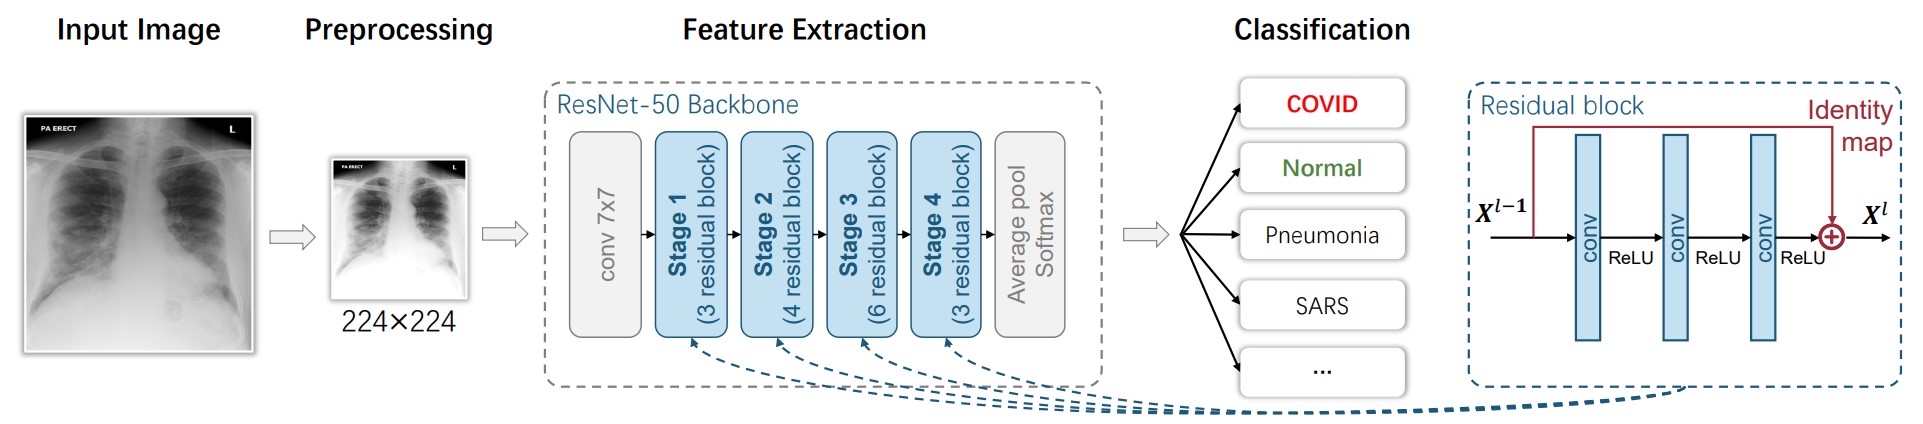 Input Image
Preprocessing
Feature Extraction
Classification
PA ERECT
L
PA ERECT
L
224×224
ResNet-50 Backbone
conv 7x7
Stage 1
(3 residual block)
Stage 2
(4 residual block)
Stage 3
(6 residual block)
Stage 4
(3 residual block)
Average pool
Softmax
COVID
Normal
Pneumonia
SARS
...
Residual block
Identity
map
X^{l-1}
conv
ReLU
conv
ReLU
conv
ReLU
X^l